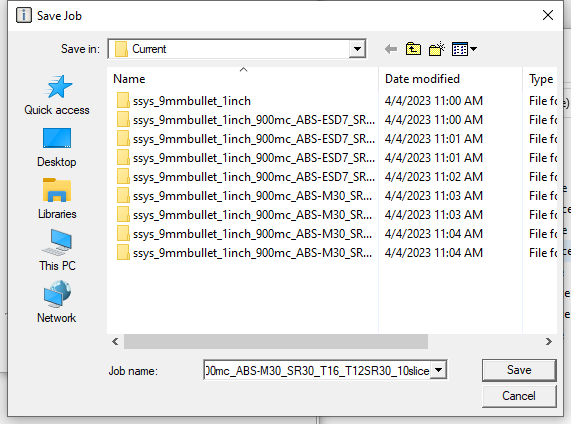 Save Job
Save in: Current
Name Date modified Type
ssys_9mmbullet_1inch 4/4/2023 11:00 AM File fo
ssys_9mmbullet_1inch_900mc_ABS-ESD7_SR... 4/4/2023 11:00 AM File fo
ssys_9mmbullet_1inch_900mc_ABS-ESD7_SR... 4/4/2023 11:01 AM File fo
ssys_9mmbullet_1inch_900mc_ABS-ESD7_SR... 4/4/2023 11:01 AM File fo
ssys_9mmbullet_1inch_900mc_ABS-ESD7_SR... 4/4/2023 11:02 AM File fo
ssys_9mmbullet_1inch_900mc_ABS-M30_SR... 4/4/2023 11:03 AM File fo
ssys_9mmbullet_1inch_900mc_ABS-M30_SR... 4/4/2023 11:03 AM File fo
ssys_9mmbullet_1inch_900mc_ABS-M30_SR... 4/4/2023 11:04 AM File fo
ssys_9mmbullet_1inch_900mc_ABS-M30_SR... 4/4/2023 11:04 AM File fo
Quick access
Desktop
Libraries
This PC
Network
Job name: 00mc_ABS-M30_SR30_T16_T12SR30_10slice Save
Cancel